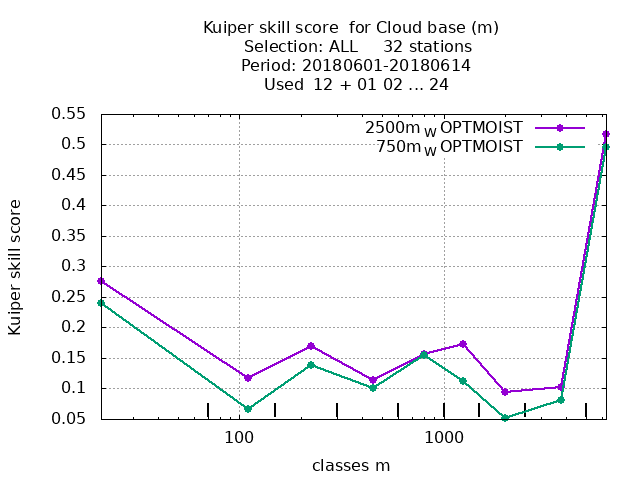 Kuiper skill score  for Cloud base (m)
Selection: ALL     32 stations
Period: 20180601-20180614
Used  12 + 01 02 ... 24
2500m W OPTMOIST
750m W OPTMOIST
0.55
0.5
0.45
0.4
0.35
0.3
0.25
0.2
0.15
0.1
0.05
Kuiper skill score
100
1000
classes m